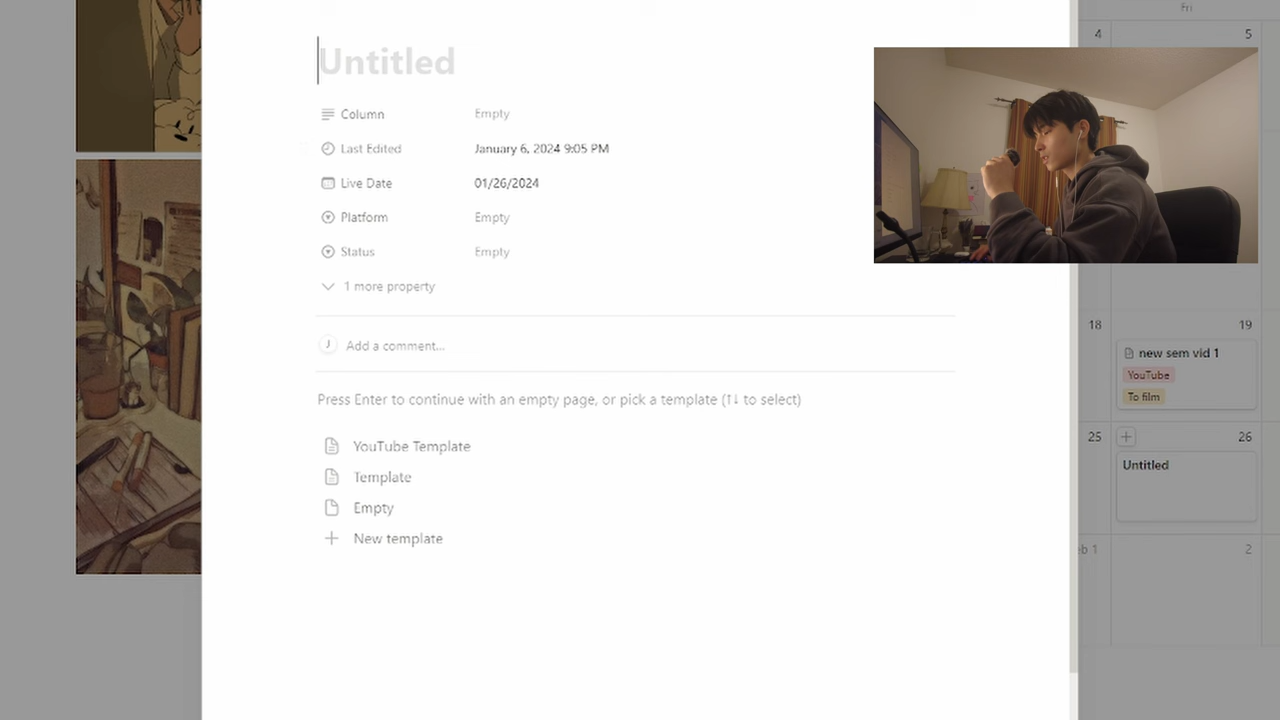 Untitled
Column Empty
Last Edited January 6, 2024 9:05 PM
Live Date 01/26/2024
Platform Empty
Status Empty
1 more property
J Add a comment...
Press Enter to continue with an empty page, or pick a template (↑↓ to select)
YouTube Template
Template
Empty
New template
Fri
4 5
18 19
new sem vid 1
YouTube
To film
25 26
Untitled
eb 1 2